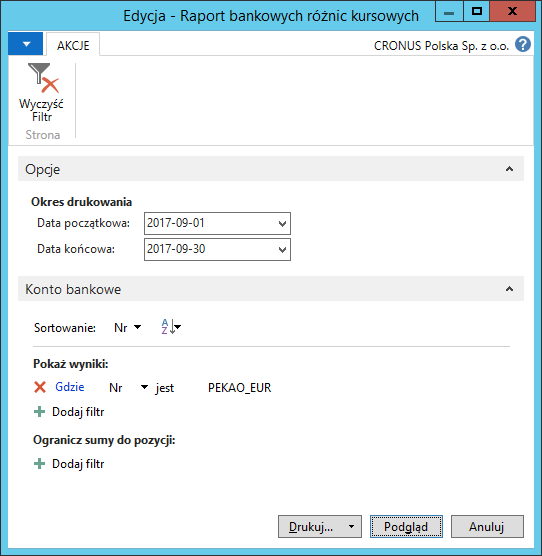 Edycja - Raport bankowych różnic kursowych
AKCJE
CRONUS Polska Sp. z o.o.
?
Wyczyść
Filtr
Strona
Opcje
Okres drukowania
Data początkowa: 2017-09-01
Data końcowa: 2017-09-30
Konto bankowe
Sortowanie: Nr A Z
Pokaż wyniki:
Gdzie Nr jest PEKAO_EUR
Dodaj filtr
Ogranicz sumy do pozycji:
Dodaj filtr
Drukuj... Podgląd Anuluj